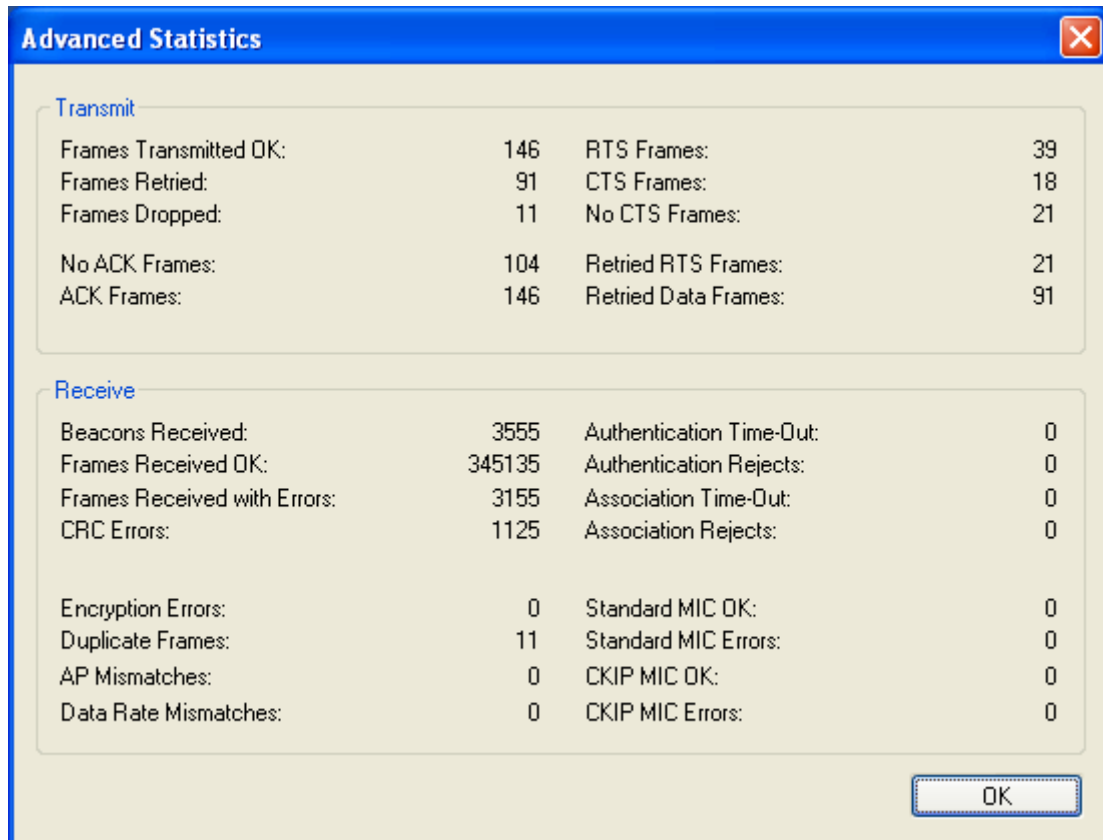 Advanced Statistics
Transmit
Frames Transmitted OK: 146 RTS Frames: 39
Frames Retried: 91 CTS Frames: 18
Frames Dropped: 11 No CTS Frames: 21
No ACK Frames: 104 Retried RTS Frames: 21
ACK Frames: 146 Retried Data Frames: 91
Receive
Beacons Received: 3555 Authentication Time-Out: 0
Frames Received OK: 345135 Authentication Rejects: 0
Frames Received with Errors: 3155 Association Time-Out: 0
CRC Errors: 1125 Association Rejects: 0
Encryption Errors: 0 Standard MIC OK: 0
Duplicate Frames: 11 Standard MIC Errors: 0
AP Mismatches: 0 CKIP MIC OK: 0
Data Rate Mismatches: 0 CKIP MIC Errors: 0
OK